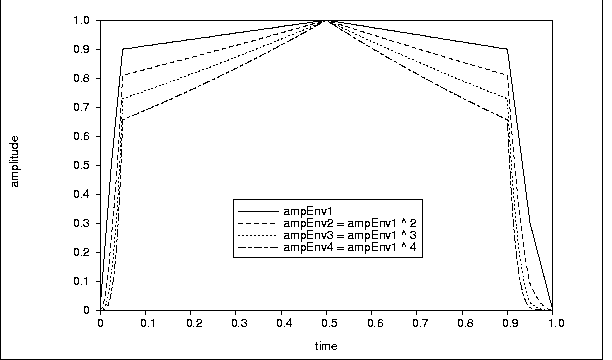 1.0
0.9
0.8
0.7
0.6
0.5
0.4
0.3
0.2
0.1
0
amplitude
ampEnv1
ampEnv2 = ampEnv1 ^ 2
ampEnv3 = ampEnv1 ^ 3
ampEnv4 = ampEnv1 ^ 4
0 0.1 0.2 0.3 0.4 0.5 0.6 0.7 0.8 0.9 1.0
time